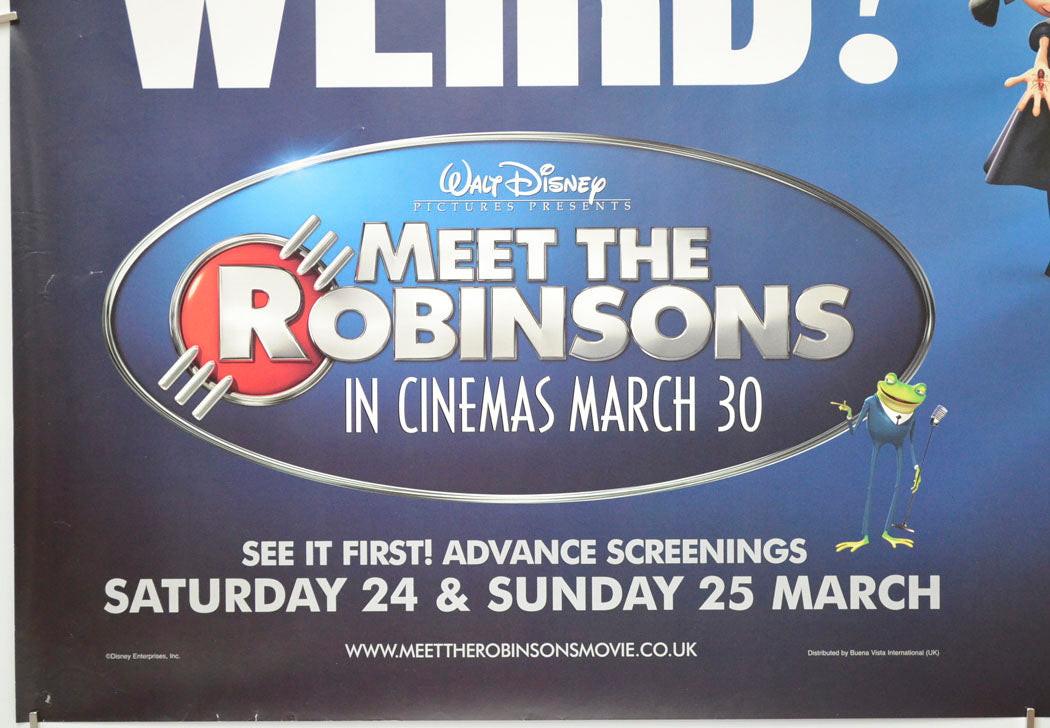 WEIRD?
WALT DISNEY
PICTURES PRESENTS
MEET THE
ROBINSONS
IN CINEMAS MARCH 30
SEE IT FIRST! ADVANCE SCREENINGS
SATURDAY 24 & SUNDAY 25 MARCH
©Disney Enterprises, Inc.
WWW.MEETTHEROBINSONSMOVIE.CO.UK
Distributed by Buena Vista International (UK)